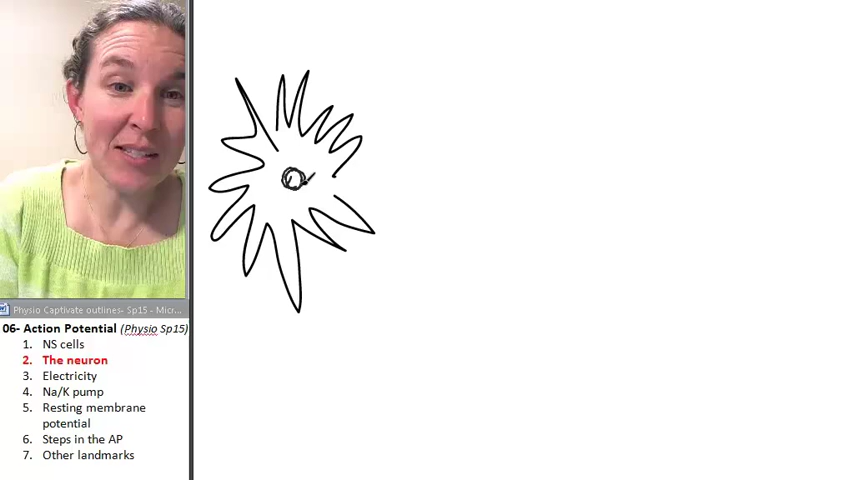 Physio Captivate outlines- Sp15 - Micr...
06- Action Potential (Physio Sp15)
1. NS cells
2. The neuron
3. Electricity
4. Na/K pump
5. Resting membrane
potential
6. Steps in the AP
7. Other landmarks